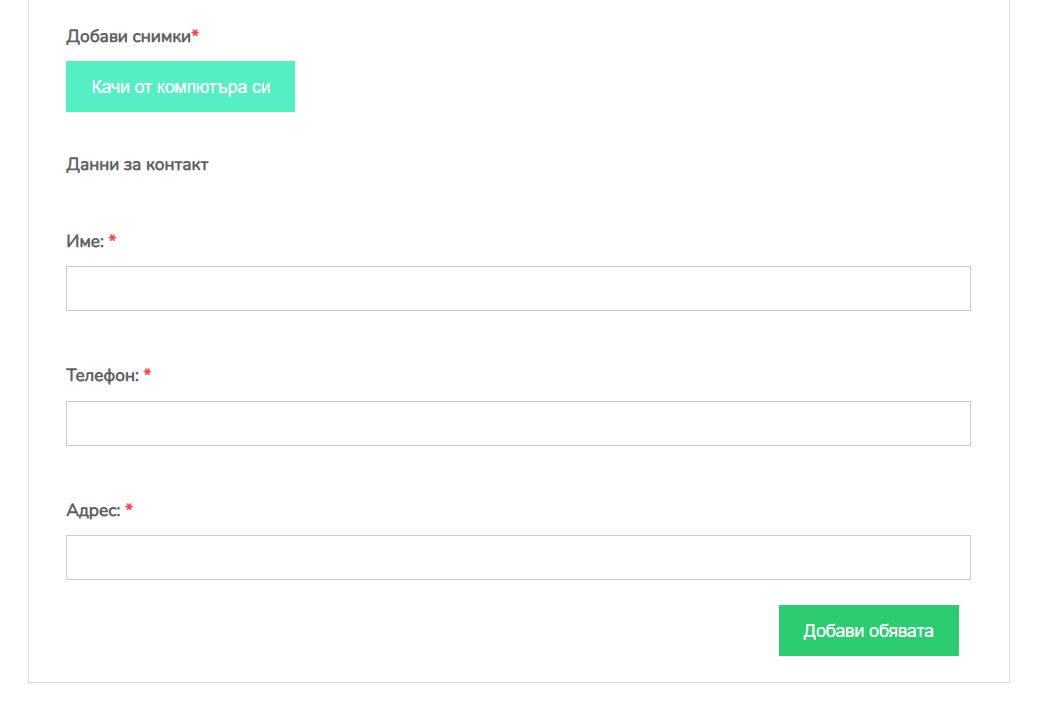 Добави снимки*
Качи от компютъра си
Данни за контакт
Име: *
Телефон: *
Адрес: *
Добави обявата